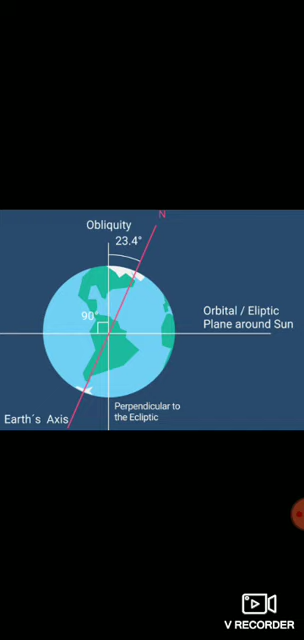 N
Obliquity
23.4°
90°
Orbital / Eliptic
Plane around Sun
Perpendicular to
the Ecliptic
Earth´s Axis
V RECORDER